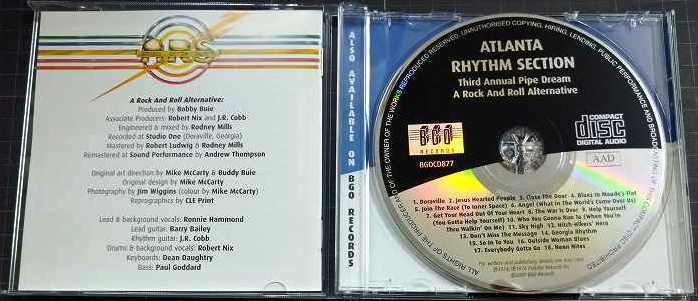 ARS
A Rock And Roll Alternative:
Produced by Bobby Buie
Associate Producers: Robert Nix and J.R. Cobb
Engineered & mixed by Rodney Mills
Recorded at Studio One (Doraville, Georgia)
Mastered by Robert Ludwig & Rodney Mills
Remastered at Sound Performance by Andrew Thompson
Original art direction by Mike McCarty & Buddy Buie
Original design by Mike McCarty
Photography by Jim Wiggins (colour by Mike McCarty)
Reprographics by CLE Print
Lead & background vocals: Ronnie Hammond
Lead guitar: Barry Bailey
Rhythm guitar: J.R. Cobb
Drums & background vocals: Robert Nix
Keyboards: Dean Daughtry
Bass: Paul Goddard
ALSO AVAILABLE ON BGO RECORDS
ATLANTA
RHYTHM SECTION
Third Annual Pipe Dream
A Rock And Roll Alternative
BGO
RECORDS
BGOCD877
COMPACT
disc
DIGITAL AUDIO
AAD
1. Doraville 2. Jesus Hearted People 3. Close The Door 4. Blues In Maude's Flat
5. Join The Race (To Inner Space) 6. Angel (What In The World's Come Over Us)
7. Get Your Head Out Of Your Heart 8. The War Is Over 9. Help Yourself
(You Gotta Help Yourself) 10. Who You Gonna Run To (When You're
Thru Walkin' On Me) 11. Sky High 12. Hitch-Hikers' Hero
13. Don't Miss The Message 14. Georgia Rhythm
15. So In To You 16. Outside Woman Blues
17. Everybody Gotta Go 18. Neon Nites